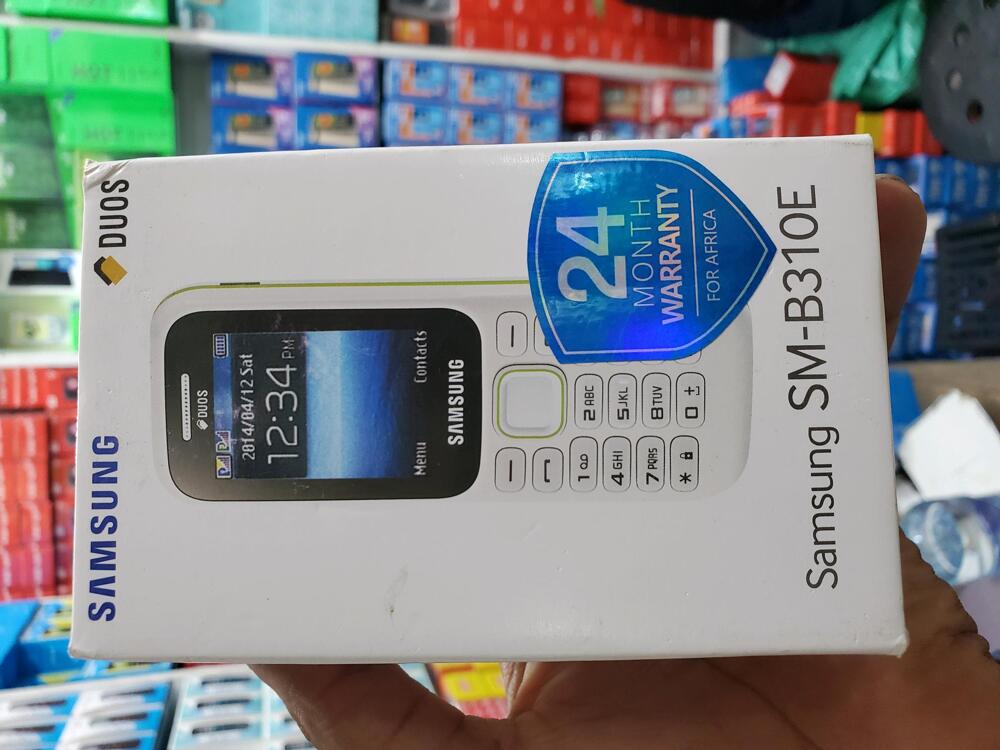 SAMSUNG
DUOS
DUOS
2014/04/12 Sat
12:34 PM
Menu
Contacts
SAMSUNG
1
2 ABC
4 GHI
5 JKL
7 PQRS
8 TUV
*
0 +
24
MONTH
WARRANTY
FOR AFRICA
Samsung SM-B310E